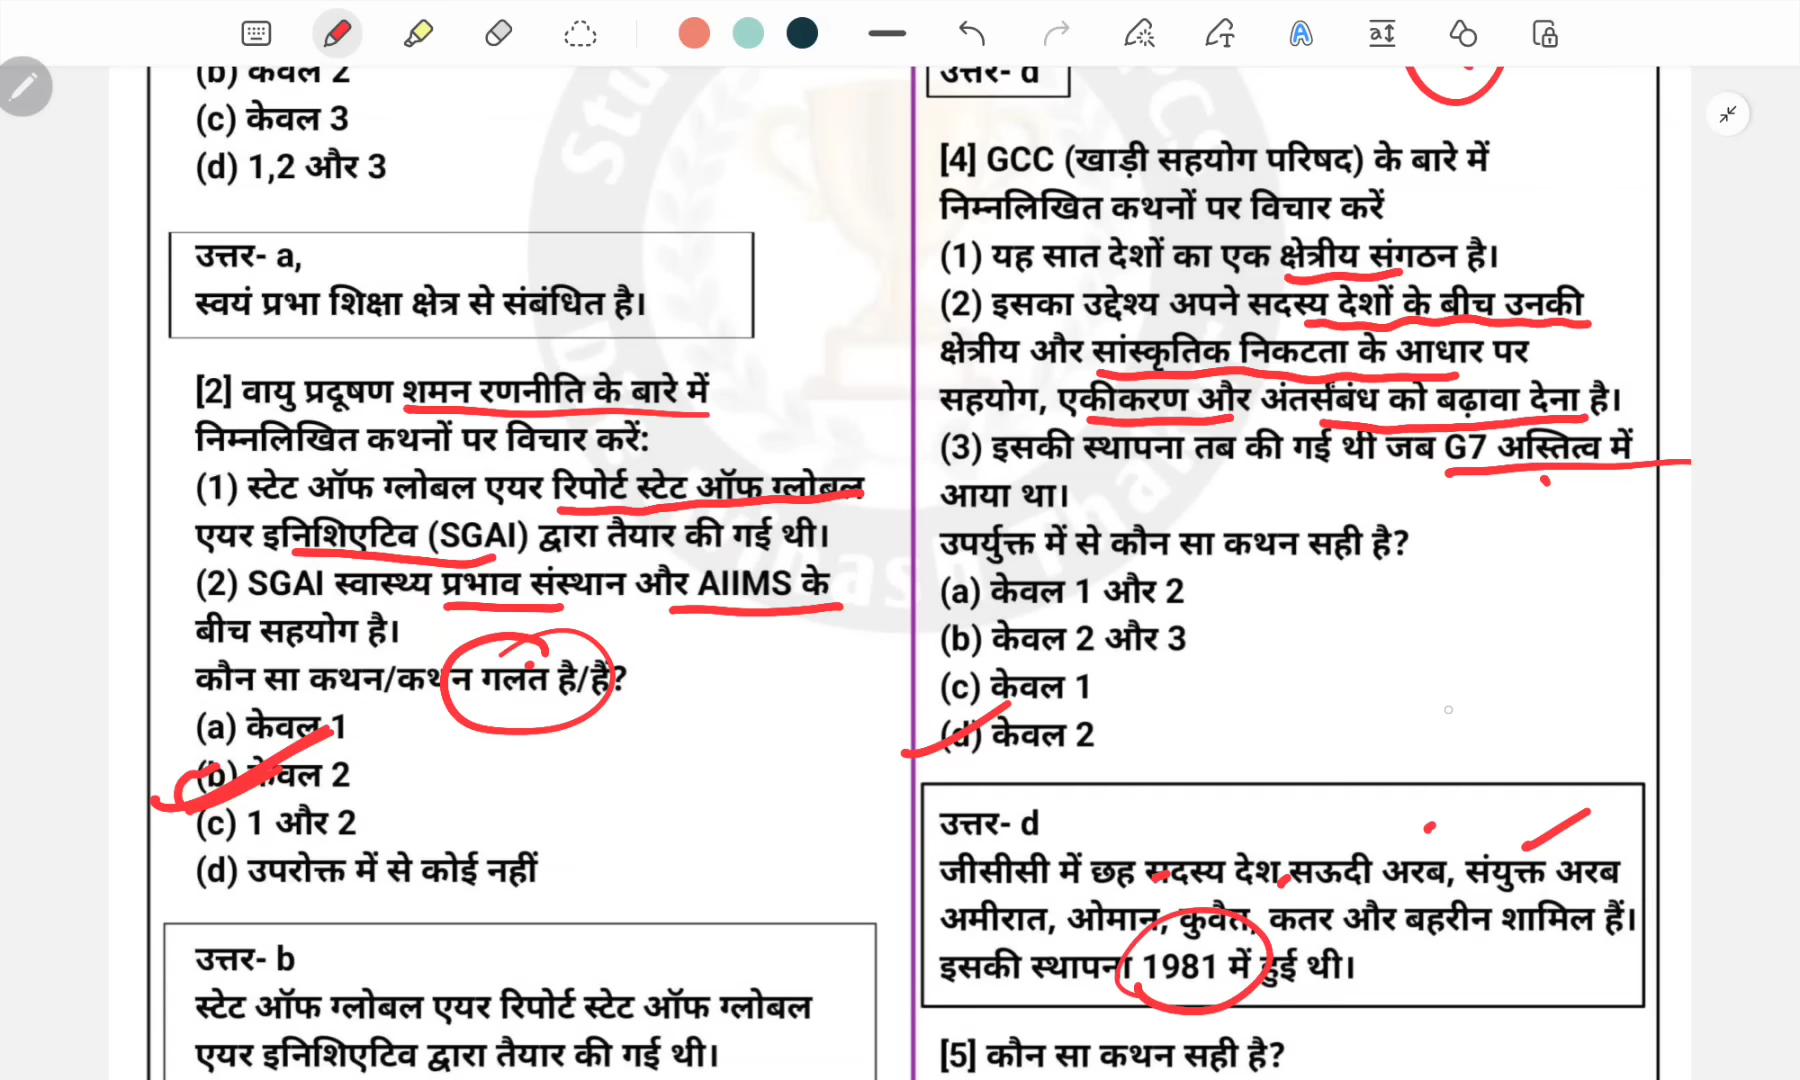 (b) केवल 2
(c) केवल 3
(d) 1,2 और 3
उत्तर- a,
स्वयं प्रभा शिक्षा क्षेत्र से संबंधित है।
[2] वायु प्रदूषण शमन रणनीति के बारे में
निम्नलिखित कथनों पर विचार करें:
(1) स्टेट ऑफ ग्लोबल एयर रिपोर्ट स्टेट ऑफ ग्लोबल
एयर इनिशिएटिव (SGAI) द्वारा तैयार की गई थी।
(2) SGAI स्वास्थ्य प्रभाव संस्थान और AIIMS के
बीच सहयोग है।
कौन सा कथन/कथन गलत है/हैं?
(a) केवल 1
(b) केवल 2
(c) 1 और 2
(d) उपरोक्त में से कोई नहीं
उत्तर- b
स्टेट ऑफ ग्लोबल एयर रिपोर्ट स्टेट ऑफ ग्लोबल
एयर इनिशिएटिव द्वारा तैयार की गई थी।
उत्तर- d
[4] GCC (खाड़ी सहयोग परिषद) के बारे में
निम्नलिखित कथनों पर विचार करें
(1) यह सात देशों का एक क्षेत्रीय संगठन है।
(2) इसका उद्देश्य अपने सदस्य देशों के बीच उनकी
क्षेत्रीय और सांस्कृतिक निकटता के आधार पर
सहयोग, एकीकरण और अंतर्संबंध को बढ़ावा देना है।
(3) इसकी स्थापना तब की गई थी जब G7 अस्तित्व में
आया था।
उपर्युक्त में से कौन सा कथन सही है?
(a) केवल 1 और 2
(b) केवल 2 और 3
(c) केवल 1
(d) केवल 2
उत्तर- d
जीसीसी में छह सदस्य देश सऊदी अरब, संयुक्त अरब
अमीरात, ओमान, कुवैत, कतर और बहरीन शामिल हैं।
इसकी स्थापना 1981 में हुई थी।
[5] कौन सा कथन सही है?